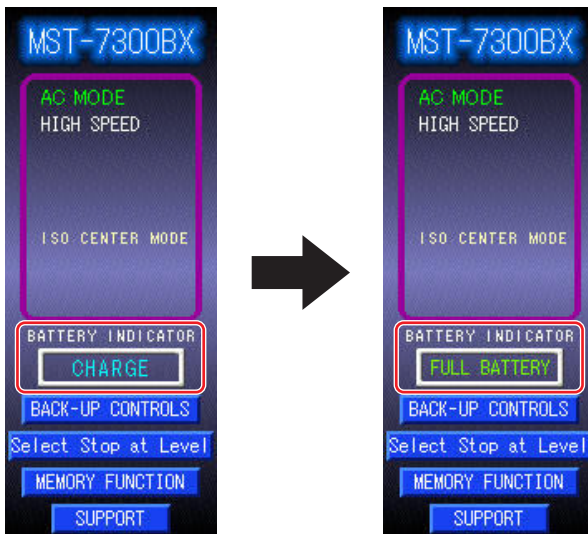 MST-7300BX
AC MODE
HIGH SPEED
ISO CENTER MODE
BATTERY INDICATOR
CHARGE
BACK-UP CONTROLS
Select Stop at Level
MEMORY FUNCTION
SUPPORT
MST-7300BX
AC MODE
HIGH SPEED
ISO CENTER MODE
BATTERY INDICATOR
FULL BATTERY
BACK-UP CONTROLS
Select Stop at Level
MEMORY FUNCTION
SUPPORT